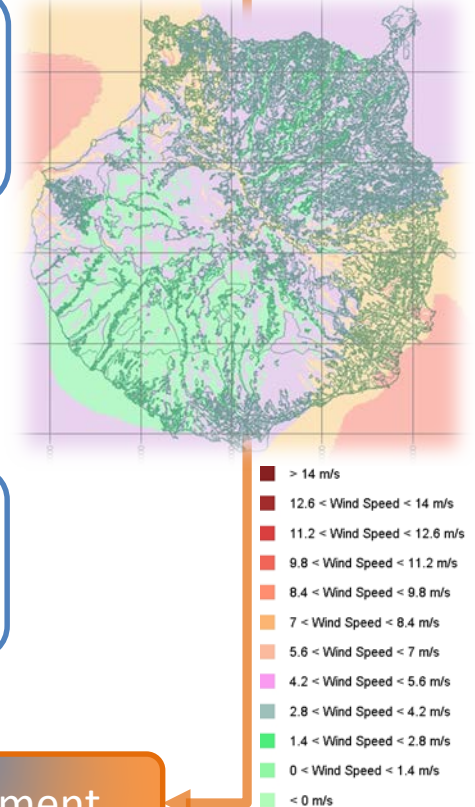 > 14 m/s
12.6 < Wind Speed < 14 m/s
11.2 < Wind Speed < 12.6 m/s
9.8 < Wind Speed < 11.2 m/s
8.4 < Wind Speed < 9.8 m/s
7 < Wind Speed < 8.4 m/s
5.6 < Wind Speed < 7 m/s
4.2 < Wind Speed < 5.6 m/s
2.8 < Wind Speed < 4.2 m/s
1.4 < Wind Speed < 2.8 m/s
0 < Wind Speed < 1.4 m/s
< 0 m/s
ment